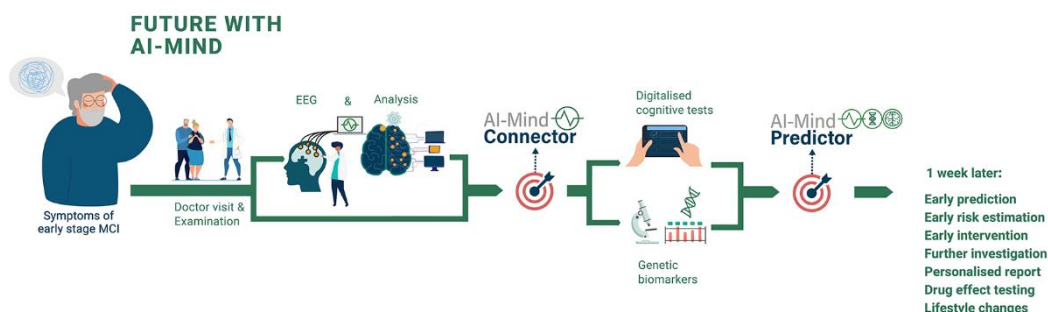 FUTURE WITH
AI-MIND
Symptoms of
early stage MCI
Doctor visit &
Examination
EEG & Analysis
AI-Mind
Connector
Digitalised
cognitive tests
Genetic
biomarkers
AI-Mind
Predictor
1 week later:
Early prediction
Early risk estimation
Early intervention
Further investigation
Personalised report
Drug effect testing
Lifestyle changes